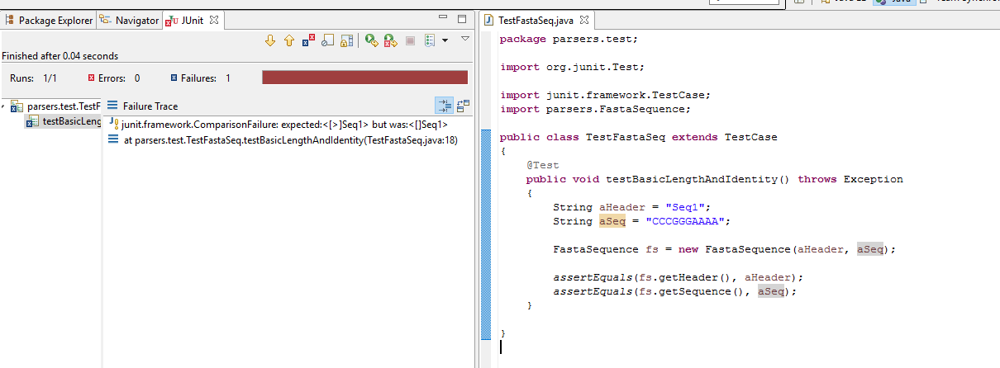 Package Explorer Navigator JUnit
Finished after 0.04 seconds
Runs: 1/1 Errors: 0 Failures: 1
parsers.test.TestF
testBasicLeng
Failure Trace
junit.framework.ComparisonFailure: expected:<[>]Seq1> but was:<[]Seq1>
at parsers.test.TestFastaSeq.testBasicLengthAndIdentity(TestFastaSeq.java:18)
TestFastaSeq.java
package parsers.test;
import org.junit.Test;
import junit.framework.TestCase;
import parsers.FastaSequence;
public class TestFastaSeq extends TestCase
{
@Test
public void testBasicLengthAndIdentity() throws Exception
{
String aHeader = "Seq1";
String aSeq = "CCCGGGAAAA";
FastaSequence fs = new FastaSequence(aHeader, aSeq);
assertEquals(fs.getHeader(), aHeader);
assertEquals(fs.getSequence(), aSeq);
}
}